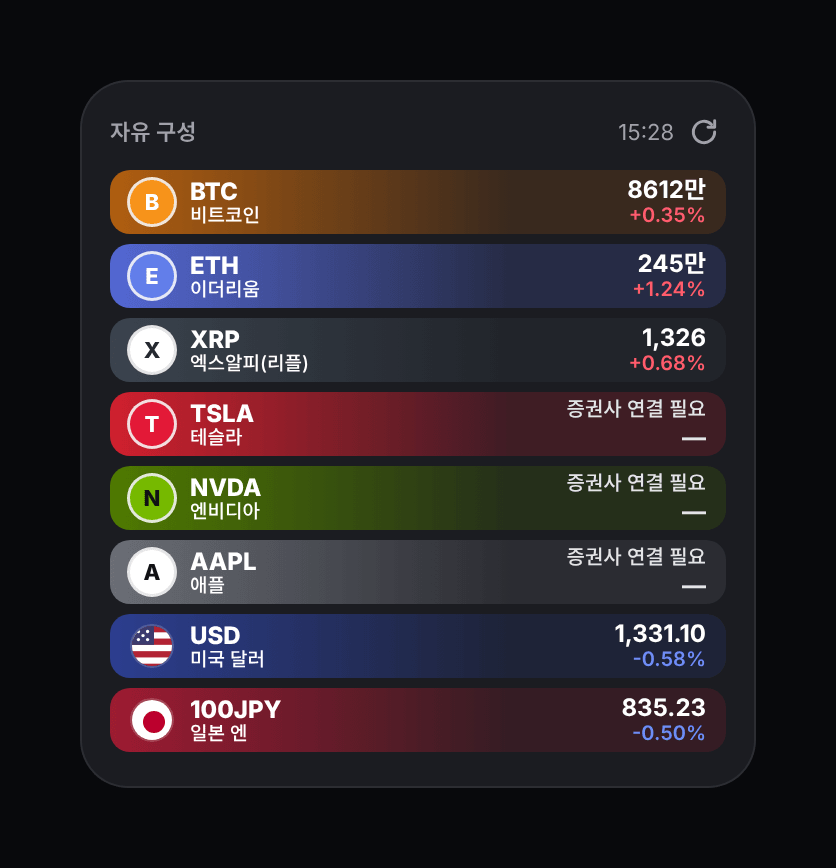 자유 구성
15:28
B
BTC
비트코인
8612만
+0.35%
E
ETH
이더리움
245만
+1.24%
X
XRP
엑스알피(리플)
1,326
+0.68%
T
TSLA
테슬라
증권사 연결 필요
—
N
NVDA
엔비디아
증권사 연결 필요
—
A
AAPL
애플
증권사 연결 필요
—
USD
미국 달러
1,331.10
-0.58%
100JPY
일본 엔
835.23
-0.50%